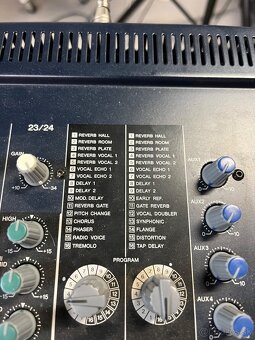 23/24
GAIN
+10
-34
HIGH
-15
+15
MID
-15
+15
1 REVERB HALL
2 REVERB ROOM
3 REVERB PLATE
4 REVERB VOCAL 1
5 REVERB VOCAL 2
6 VOCAL ECHO 1
7 VOCAL ECHO 2
8 DELAY 1
9 DELAY 2
10 MOD. DELAY
11 REVERB GATE
12 PITCH CHANGE
13 CHORUS
14 PHASER
15 RADIO VOICE
16 TREMOLO
1 REVERB HALL
2 REVERB ROOM
3 REVERB PLATE
4 REVERB VOCAL 1
5 REVERB VOCAL 2
6 VOCAL ECHO 1
7 VOCAL ECHO 2
8 DELAY 1
9 DELAY 2
10 EARLY REF.
11 GATE REVERB
12 VOCAL DOUBLER
13 SYMPHONIC
14 FLANGE
15 DISTORTION
16 TAP DELAY
PROGRAM
AUX1
AUX2
AUX3
AUX4